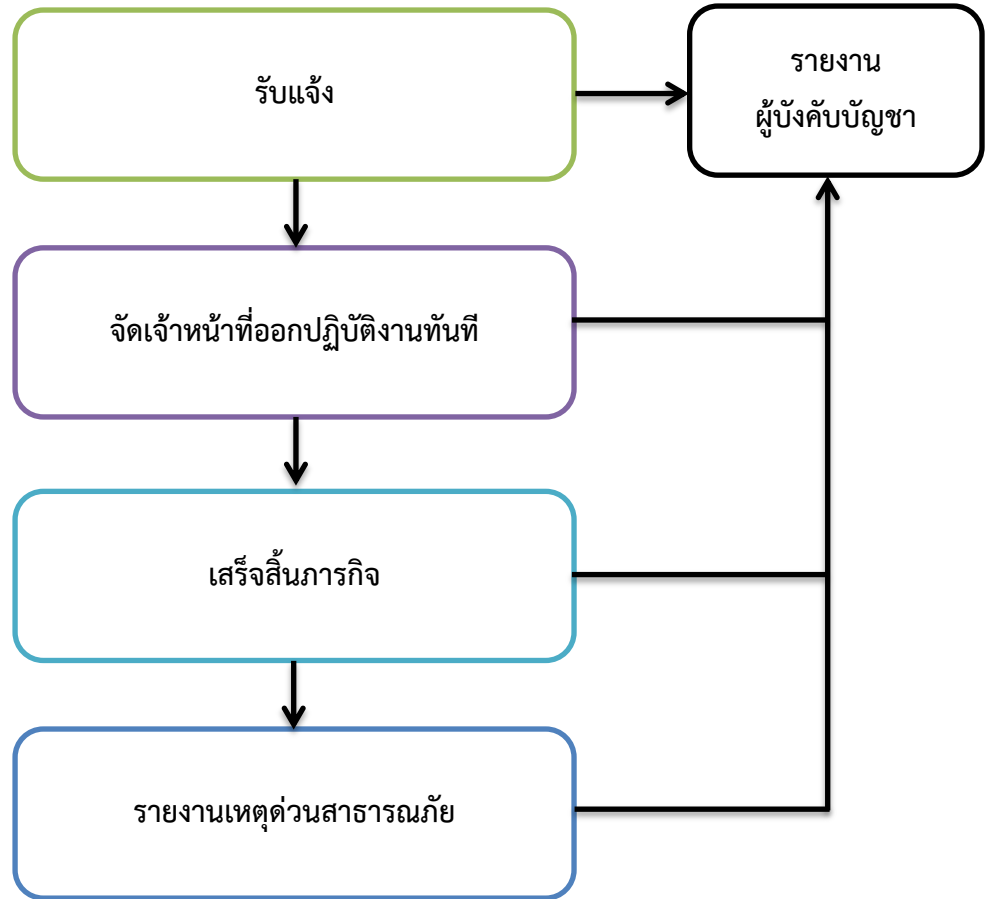 รับแจ้ง
รายงาน
ผู้บังคับบัญชา
จัดเจ้าหน้าที่ออกปฏิบัติงานทันที
เสร็จสิ้นภารกิจ
รายงานเหตุด่วนสาธารณภัย